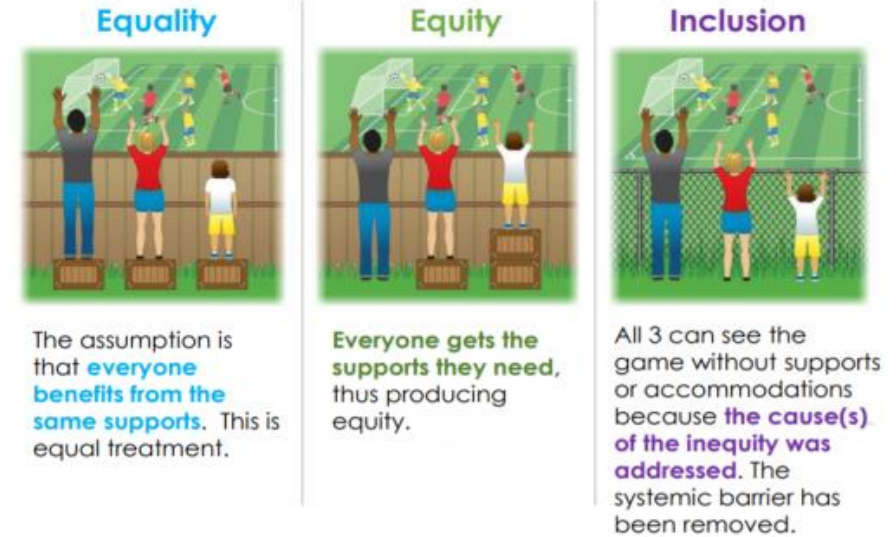 Equality
The assumption is
that everyone
benefits from the
same supports. This is
equal treatment.
Equity
Everyone gets the
supports they need,
thus producing
equity.
Inclusion
All 3 can see the
game without supports
or accommodations
because the cause(s)
of the inequity was
addressed. The
systemic barrier has
been removed.